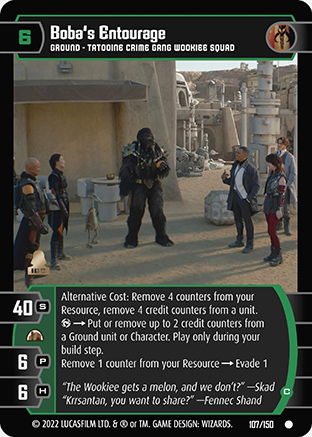 6
Boba's Entourage
GROUND - TATOOINE CRIME GANG WOOKIEE SQUAD
40 S
6 P
6 H
Alternative Cost: Remove 4 counters from your
Resource, remove 4 credit counters from a unit.
→ Put or remove up to 2 credit counters from
a Ground unit or Character. Play only during your
build step.
Remove 1 counter from your Resource → Evade 1
“The Wookiee gets a melon, and we don't?” —Skad
“Krrsantan, you want to share?” —Fennec Shand
C
© 2022 LUCASFILM LTD. & ® or TM. GAME DESIGN: WIZARDS.
107/150